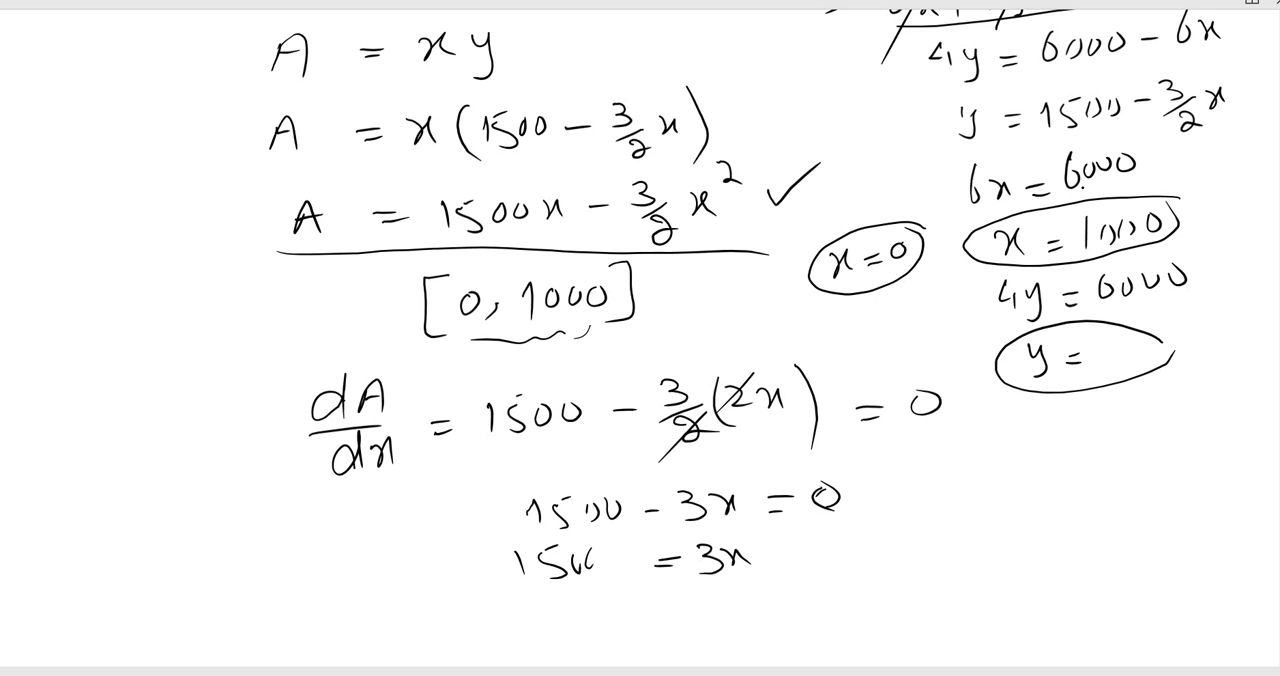 A = xy
A = x(1500 - 3/2 x)
A = 1500x - 3/2 x² ✓
[0, 1000]
dA/dx = 1500 - 3/2(2x) = 0
1500 - 3x = 0
1500 = 3x
4y = 6000 - 6x
y = 1500 - 3/2 x
6x = 6000
x = 0
x = 1000
4y = 6000
y =